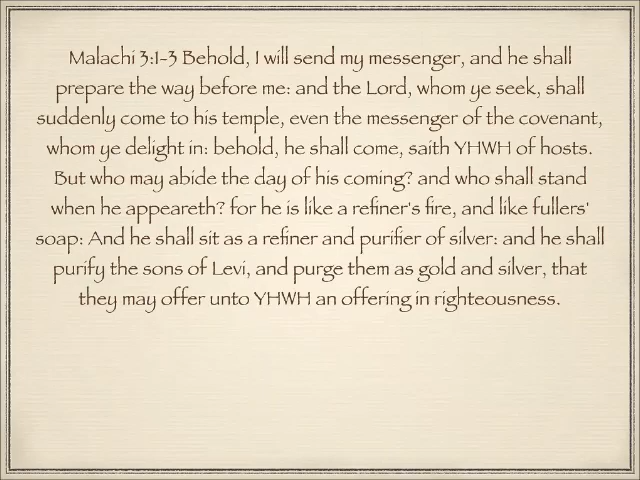 Malachi 3:1-3 Behold, I will send my messenger, and he shall
prepare the way before me: and the Lord, whom ye seek, shall
suddenly come to his temple, even the messenger of the covenant,
whom ye delight in: behold, he shall come, saith YHWH of hosts.
But who may abide the day of his coming? and who shall stand
when he appeareth? for he is like a refiner's fire, and like fullers'
soap: And he shall sit as a refiner and purifier of silver: and he shall
purify the sons of Levi, and purge them as gold and silver, that
they may offer unto YHWH an offering in righteousness.